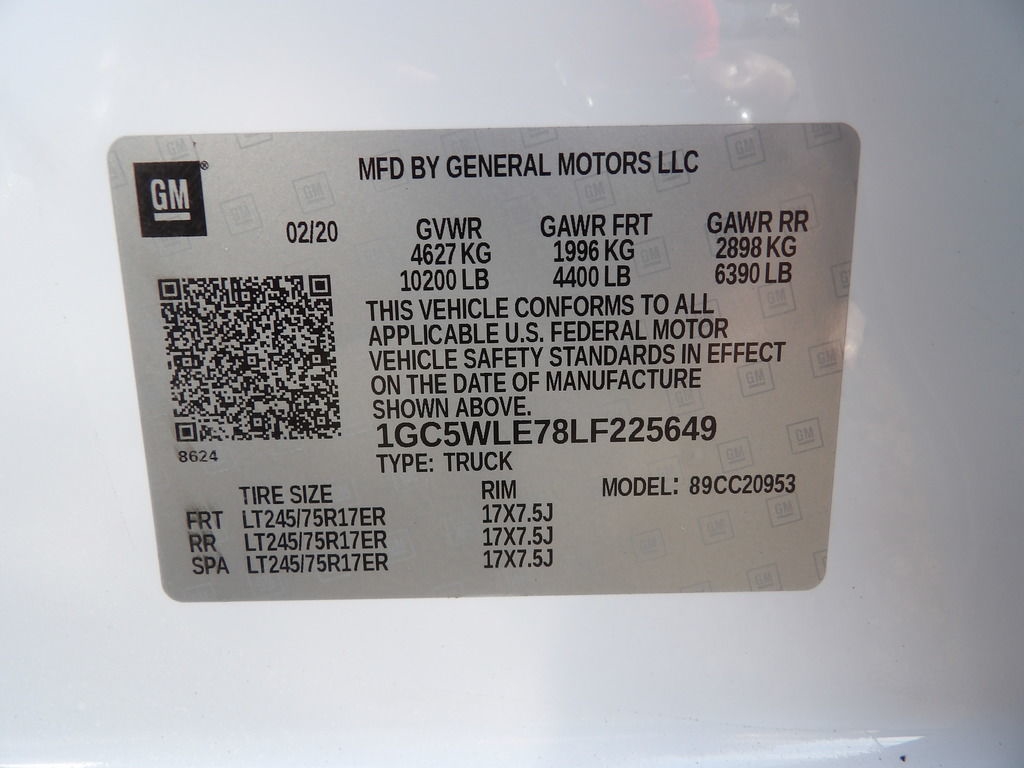 GM ®
MFD BY GENERAL MOTORS LLC
02/20
GVWR GAWR FRT GAWR RR
4627 KG 1996 KG 2898 KG
10200 LB 4400 LB 6390 LB
THIS VEHICLE CONFORMS TO ALL
APPLICABLE U.S. FEDERAL MOTOR
VEHICLE SAFETY STANDARDS IN EFFECT
ON THE DATE OF MANUFACTURE
SHOWN ABOVE.
1GC5WLE78LF225649
8624
TYPE: TRUCK
TIRE SIZE RIM MODEL: 89CC20953
FRT LT245/75R17ER 17X7.5J
RR LT245/75R17ER 17X7.5J
SPA LT245/75R17ER 17X7.5J